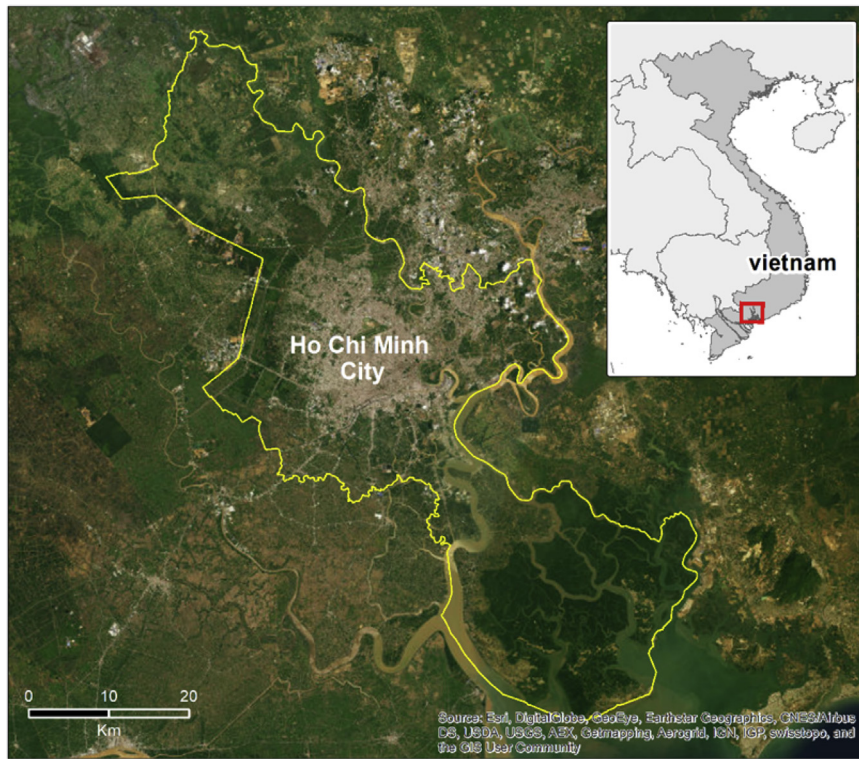 vietnam
Ho Chi Minh
City
0 10 20
Km
Source: Esri, DigitalGlobe, GeoEye, Earthstar Geographics, CNES/Airbus
DS, USDA, USGS, AEX, Getmapping, Aerogrid, IGN, IGP, swisstopo, and
the GIS User Community